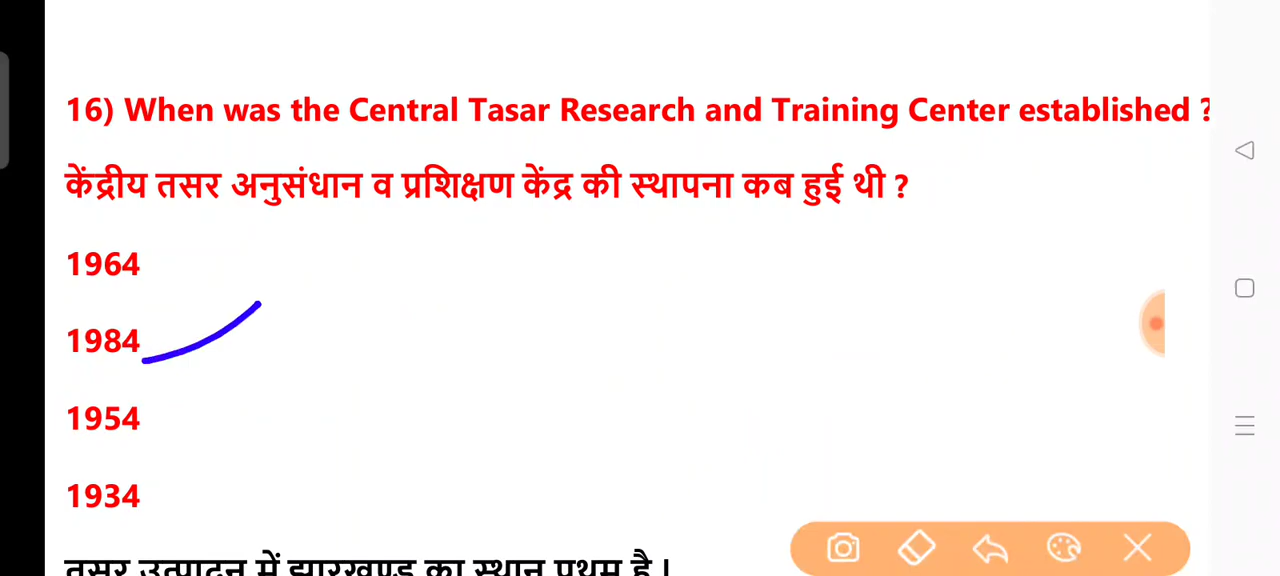 16) When was the Central Tasar Research and Training Center established ?
केंद्रीय तसर अनुसंधान व प्रशिक्षण केंद्र की स्थापना कब हुई थी ?
1964
1984
1954
1934
तसर उत्पादन में झारखण्ड का स्थान प्रथम है |